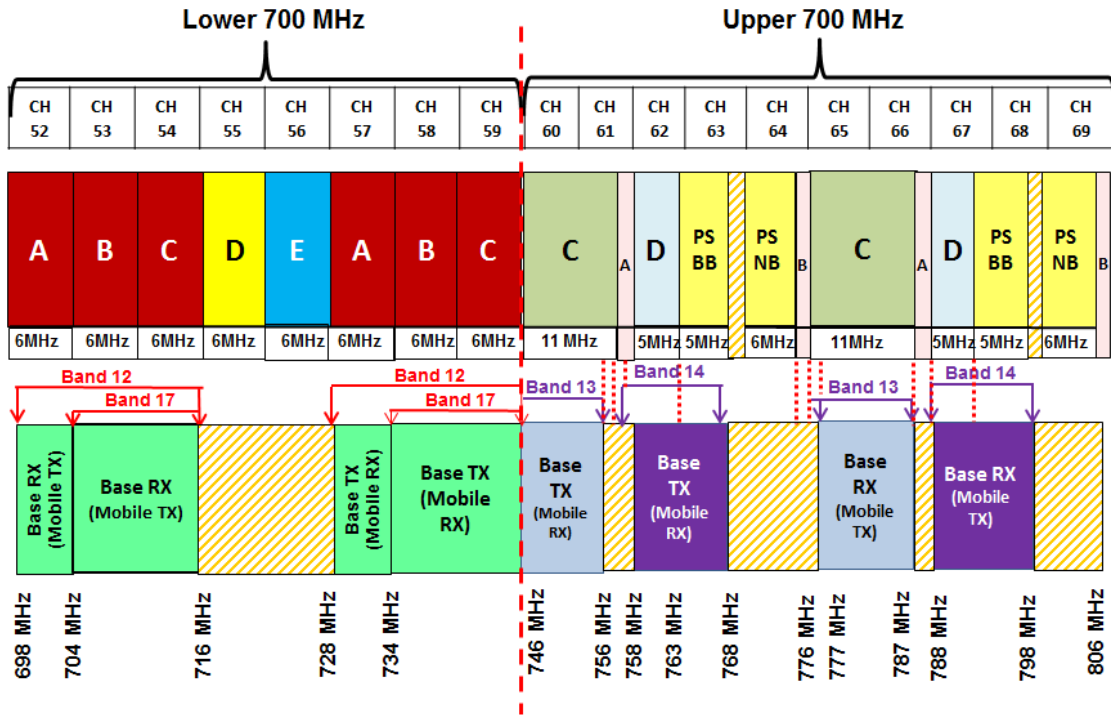 Lower 700 MHz
Upper 700 MHz
CH
52
CH
53
CH
54
CH
55
CH
56
CH
57
CH
58
CH
59
CH
60
CH
61
CH
62
CH
63
CH
64
CH
65
CH
66
CH
67
CH
68
CH
69
A
B
C
D
E
A
B
C
C
A
D
PS
BB
PS
NB
B
C
A
D
PS
BB
PS
NB
B
6MHz
6MHz
6MHz
6MHz
6MHz
6MHz
6MHz
6MHz
11 MHz
5MHz
5MHz
6MHz
11MHz
5MHz
5MHz
6MHz
Band 12
Band 17
Band 12
Band 17
Band 13
Band 14
Band 13
Band 14
Base RX
(Mobile TX)
Base RX
(Mobile TX)
Base TX
(Mobile RX)
Base TX
(Mobile
RX)
Base
TX
(Mobile
RX)
Base
TX
(Mobile
RX)
Base
RX
(Mobile
TX)
Base RX
(Mobile
TX)
698 MHz
704 MHz
716 MHz
728 MHz
734 MHz
746 MHz
756 MHz
758 MHz
763 MHz
768 MHz
776 MHz
777 MHz
787 MHz
788 MHz
798 MHz
806 MHz